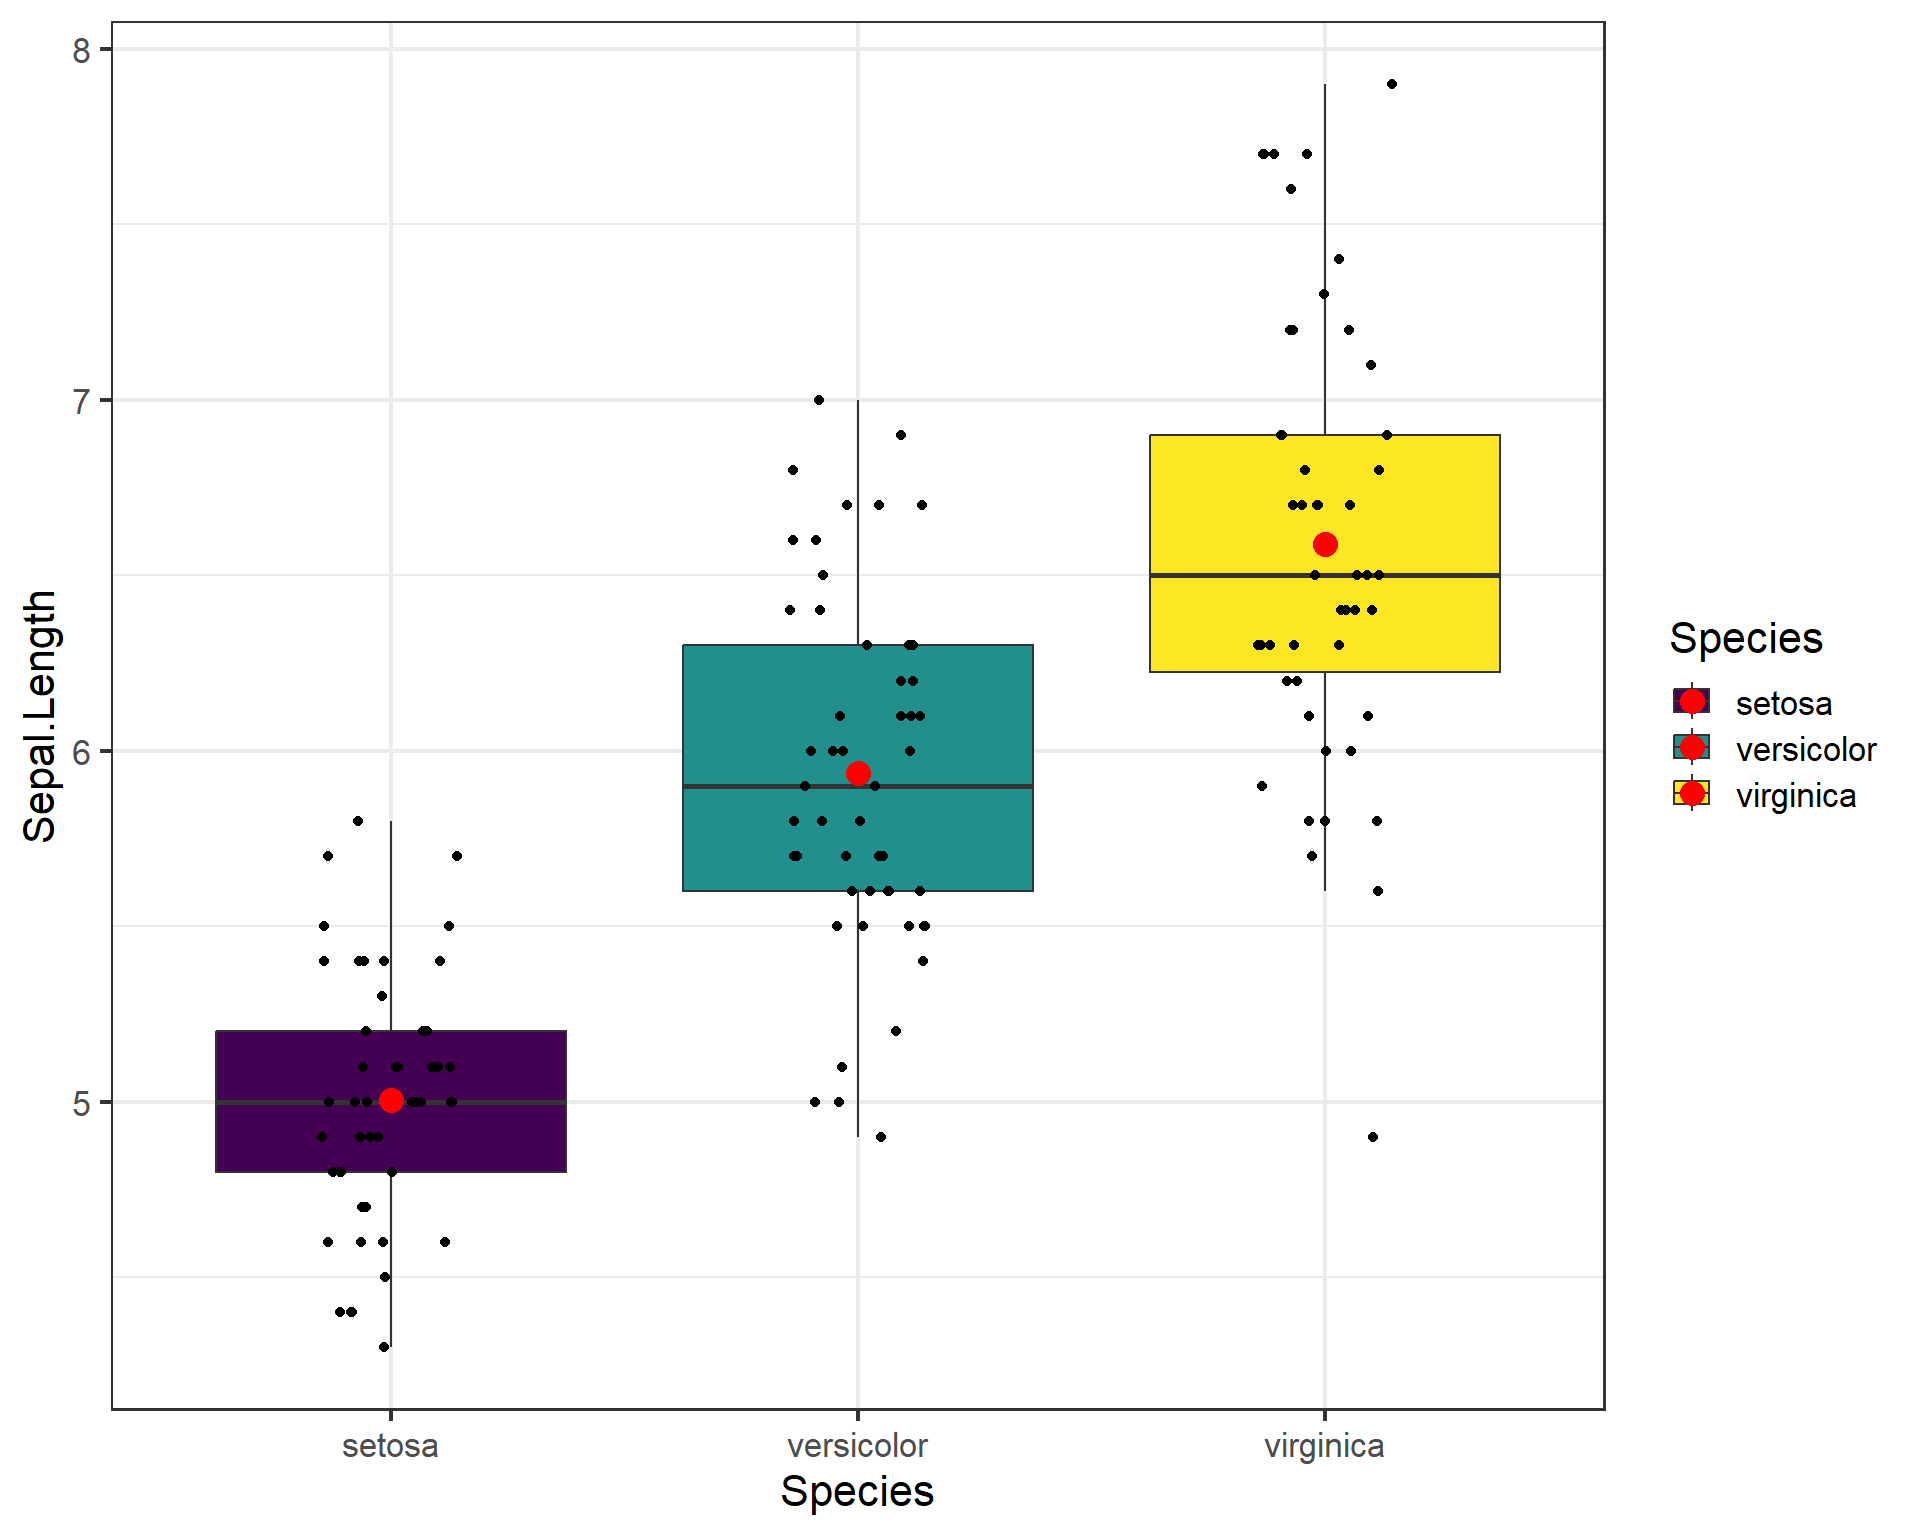 8
7
6
5
Sepal.Length
setosa
versicolor
virginica
Species
Species
setosa
versicolor
virginica